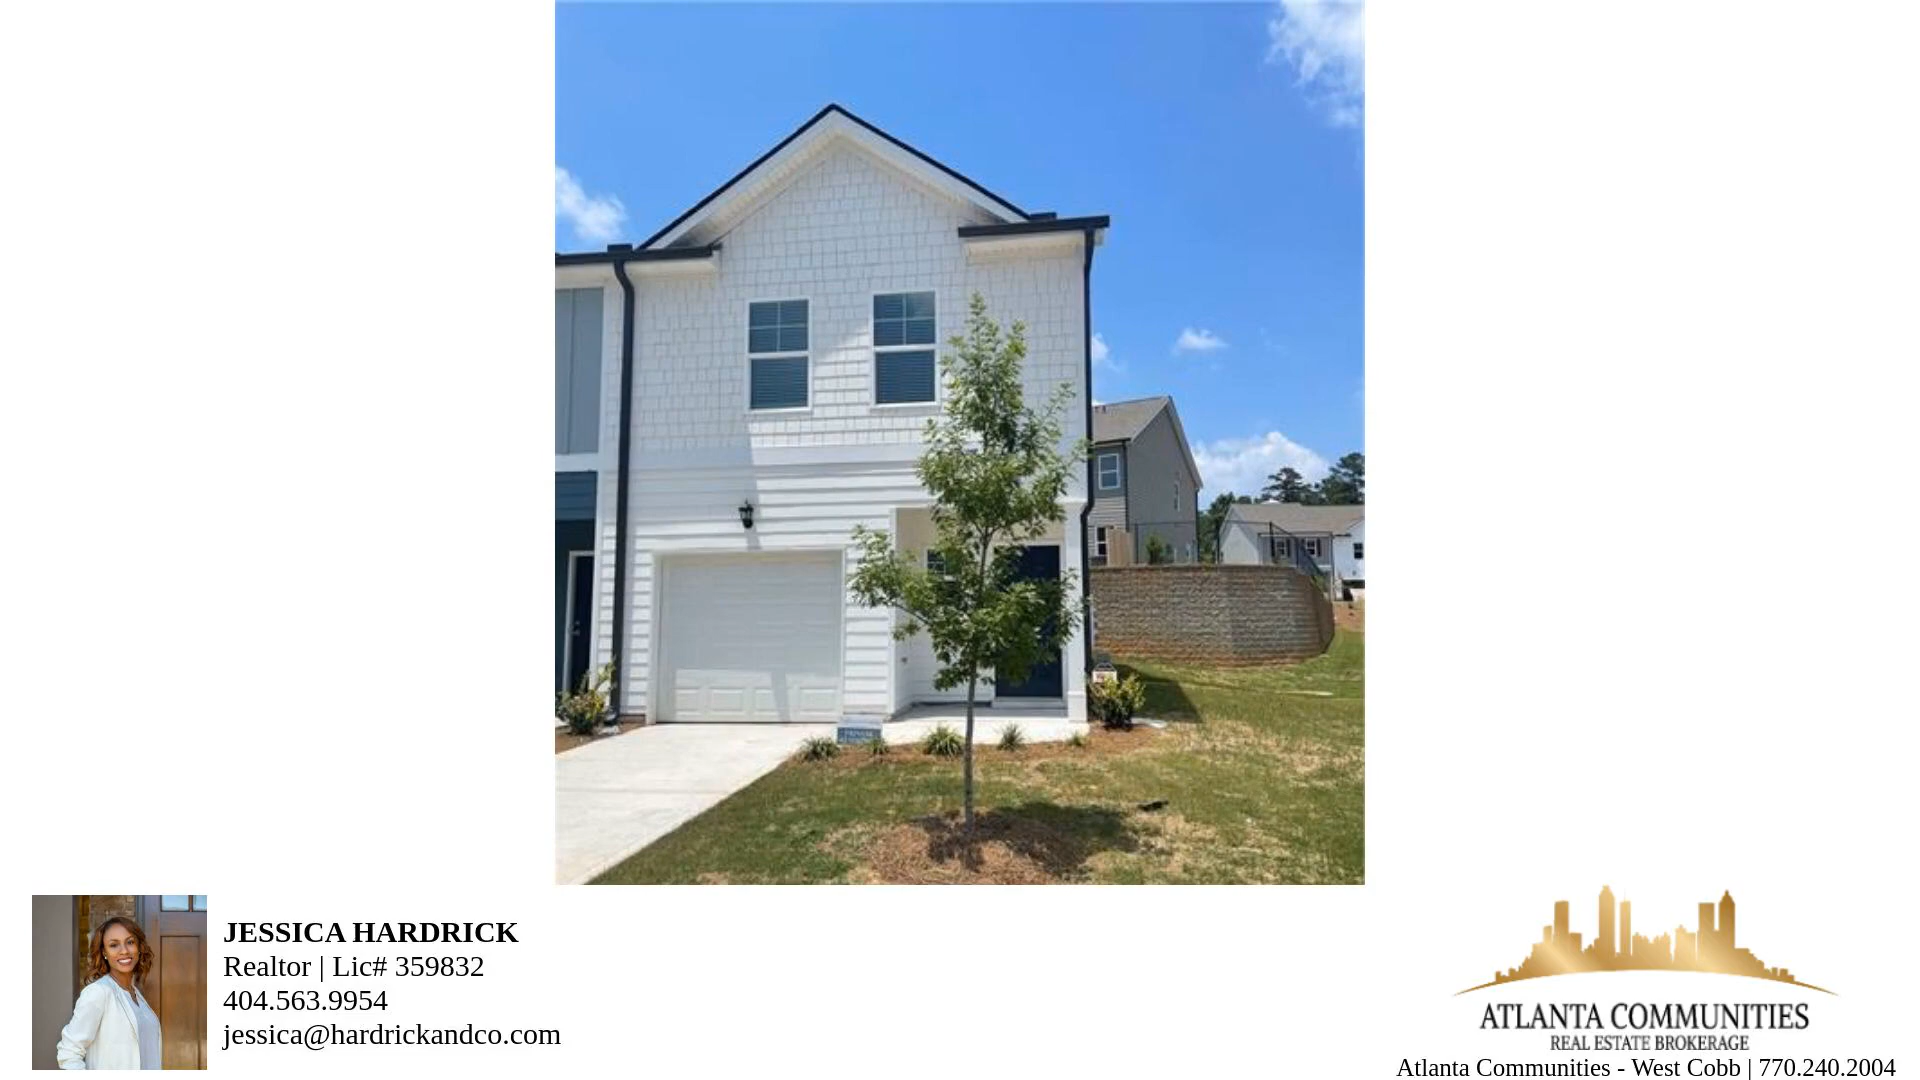 JESSICA HARDRICK
Realtor | Lic# 359832
404.563.9954
jessica@hardrickandco.com
ATLANTA COMMUNITIES
REAL ESTATE BROKERAGE
Atlanta Communities - West Cobb | 770.240.2004